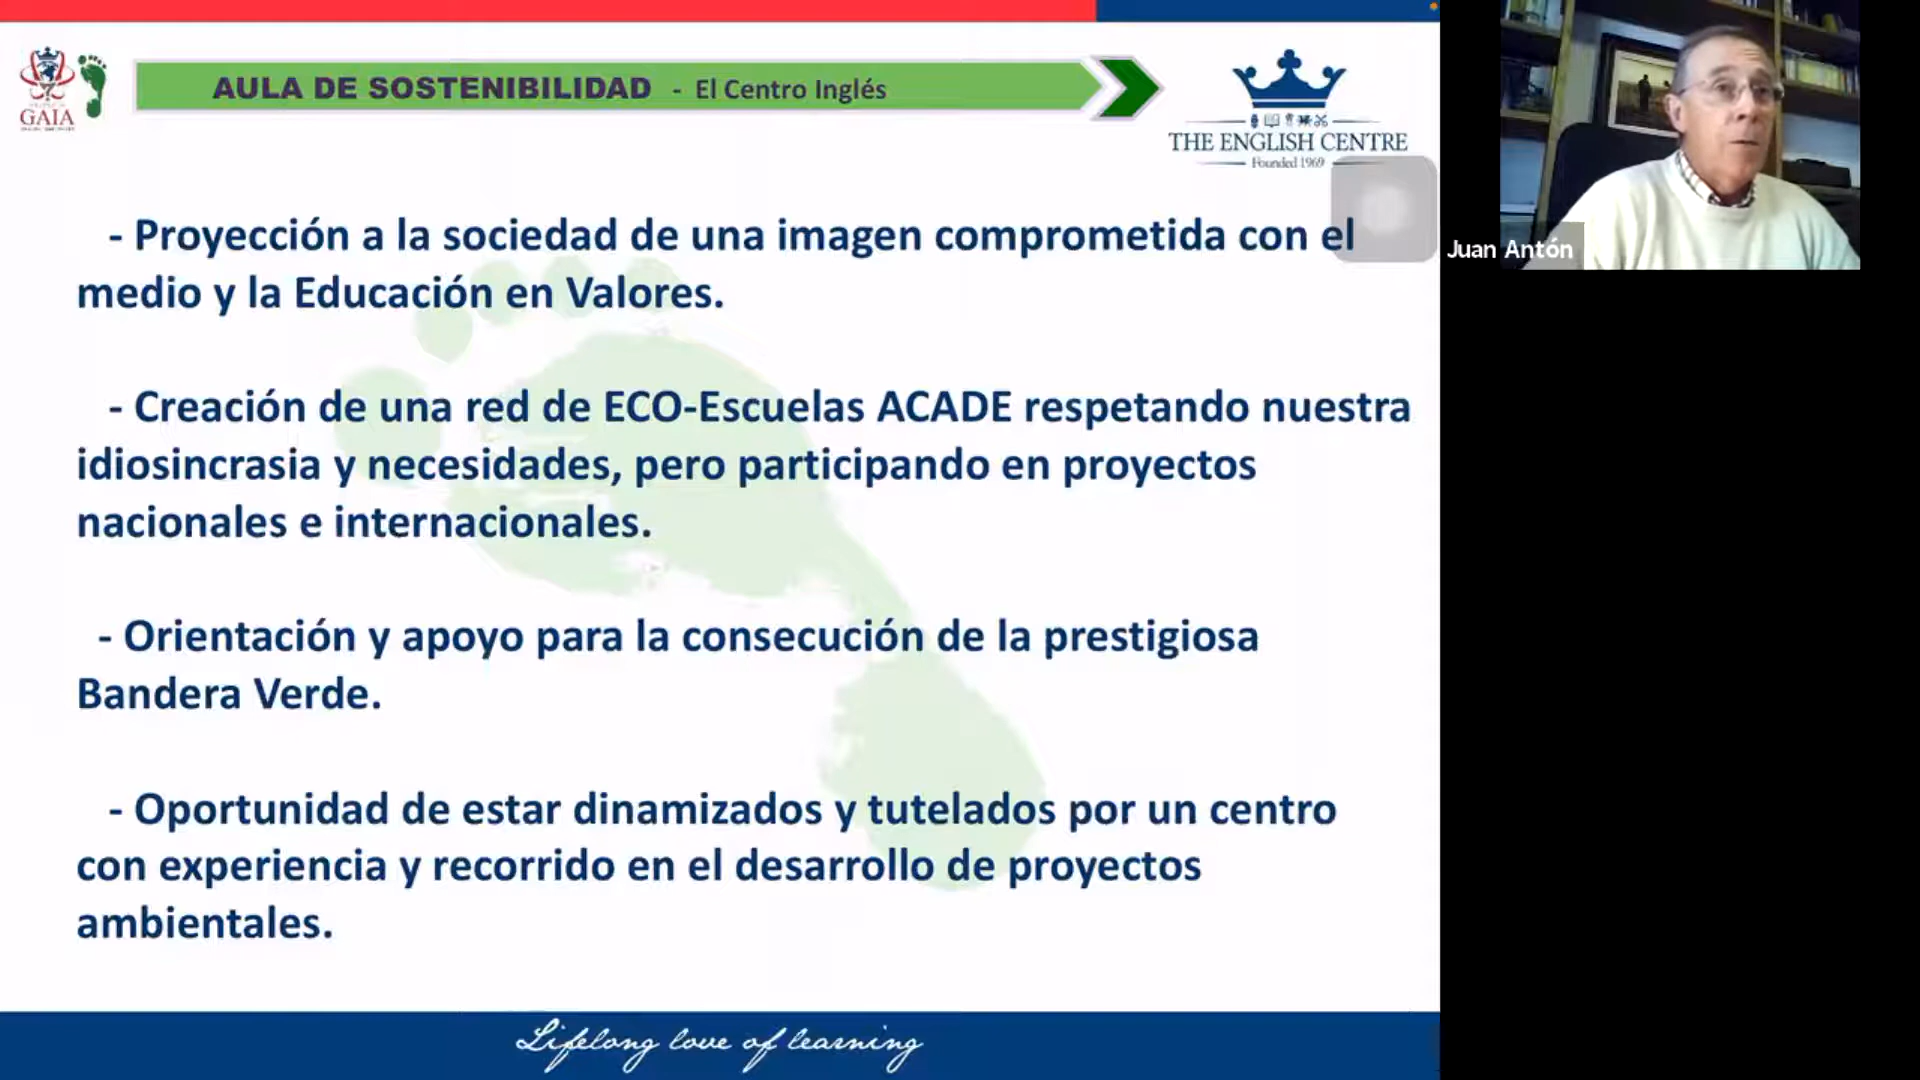 GAIA
AULA DE SOSTENIBILIDAD - El Centro Inglés
THE ENGLISH CENTRE
Founded 1969
- Proyección a la sociedad de una imagen comprometida con el
medio y la Educación en Valores.
- Creación de una red de ECO-Escuelas ACADE respetando nuestra
idiosincrasia y necesidades, pero participando en proyectos
nacionales e internacionales.
- Orientación y apoyo para la consecución de la prestigiosa
Bandera Verde.
- Oportunidad de estar dinamizados y tutelados por un centro
con experiencia y recorrido en el desarrollo de proyectos
ambientales.
Lifelong love of learning
Juan Antón